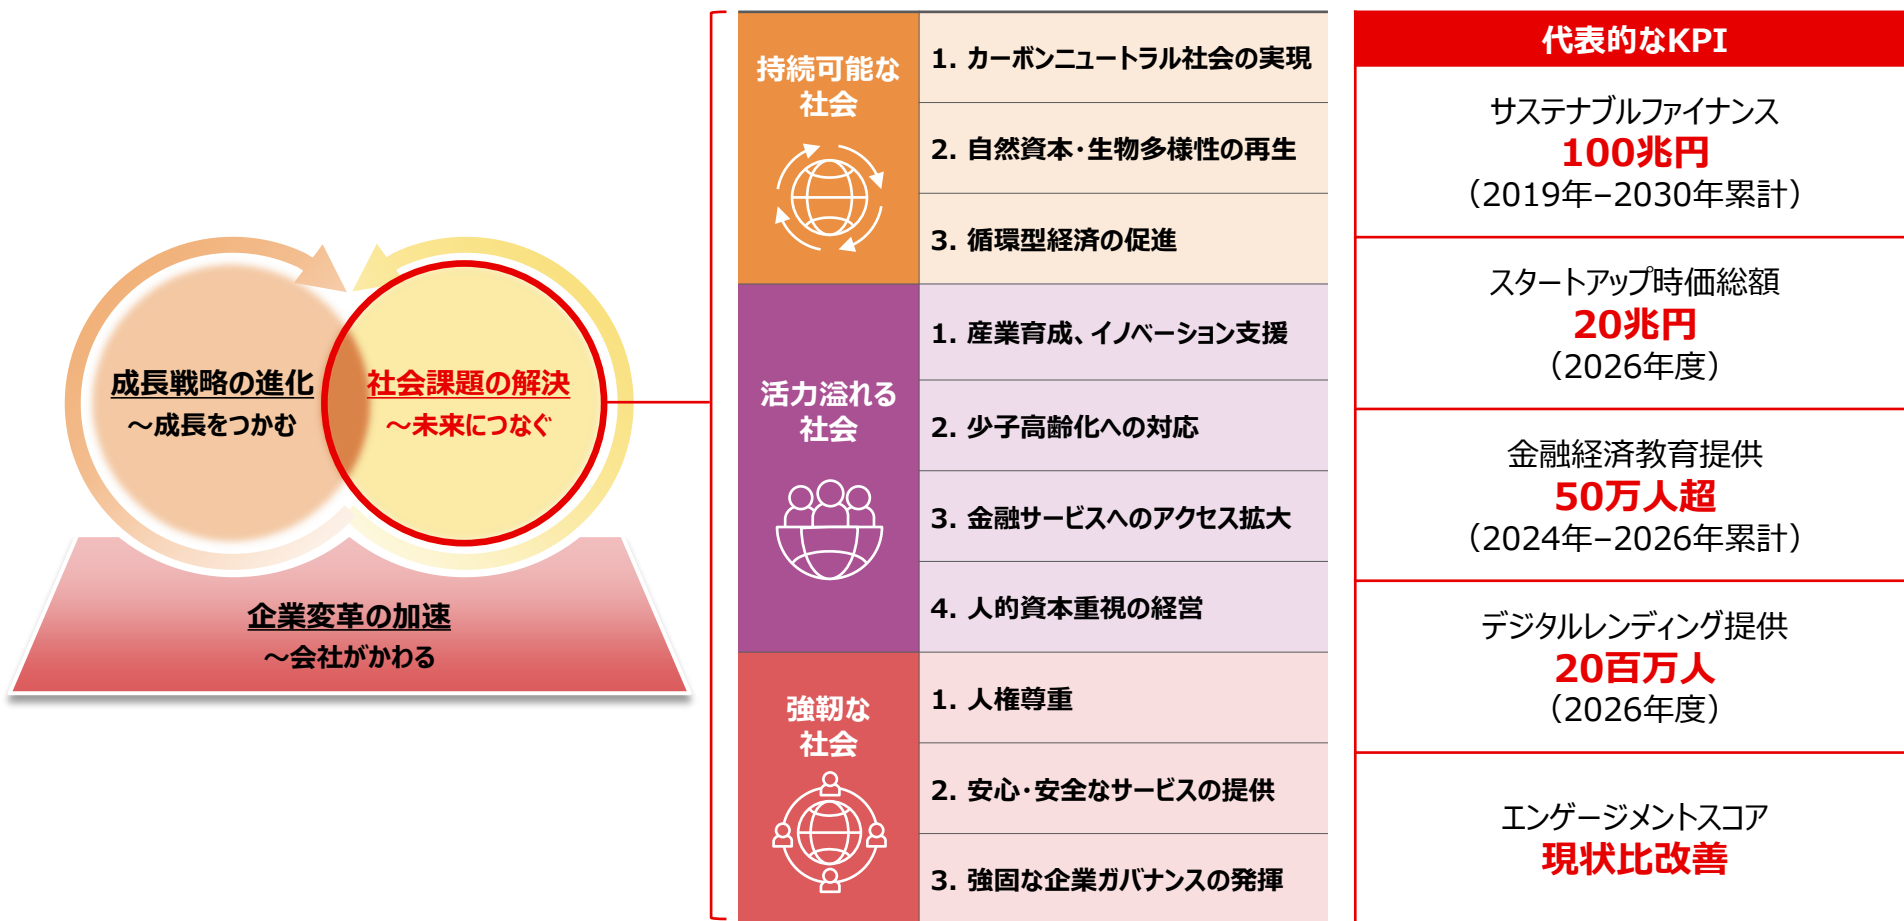 成長戦略の進化
～成長をつかむ
社会課題の解決
～未来につなぐ
企業変革の加速
～会社がかわる
持続可能な
社会
1. カーボンニュートラル社会の実現
2. 自然資本・生物多様性の再生
3. 循環型経済の促進
活力溢れる
社会
1. 産業育成、イノベーション支援
2. 少子高齢化への対応
3. 金融サービスへのアクセス拡大
4. 人的資本重視の経営
強靭な
社会
1. 人権尊重
2. 安心・安全なサービスの提供
3. 強固な企業ガバナンスの発揮
代表的なKPI
サステナブルファイナンス
100兆円
（2019年–2030年累計）
スタートアップ時価総額
20兆円
（2026年度）
金融経済教育提供
50万人超
（2024年–2026年累計）
デジタルレンディング提供
20百万人
（2026年度）
エンゲージメントスコア
現状比改善